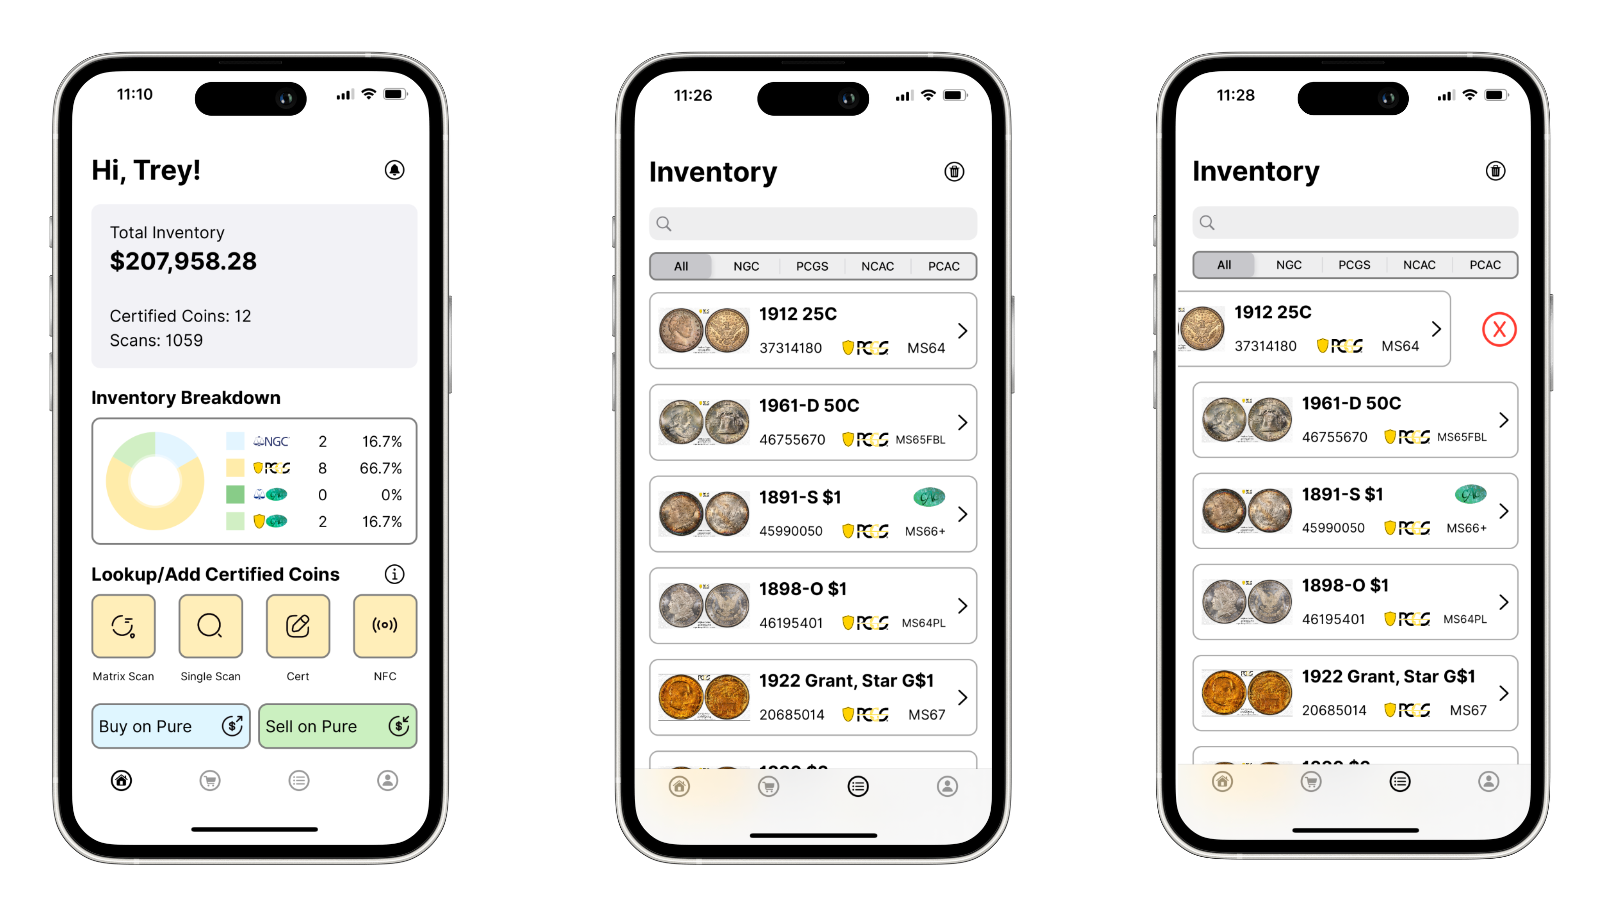 11:10
Hi, Trey!
Total Inventory
$207,958.28
Certified Coins: 12
Scans: 1059
Inventory Breakdown
NGC 2 16.7%
PCGS 8 66.7%
0 0%
2 16.7%
Lookup/Add Certified Coins
Matrix Scan Single Scan Cert NFC
Buy on Pure Sell on Pure
11:26
Inventory
All NGC PCGS NCAC PCAC
1912 25C
37314180 PCGS MS64
1961-D 50C
46755670 PCGS MS65FBL
1891-S $1
45990050 PCGS MS66+
1898-O $1
46195401 PCGS MS64PL
1922 Grant, Star G$1
20685014 PCGS MS67
11:28
Inventory
All NGC PCGS NCAC PCAC
1912 25C
37314180 PCGS MS64
X
1961-D 50C
46755670 PCGS MS65FBL
1891-S $1
45990050 PCGS MS66+
1898-O $1
46195401 PCGS MS64PL
1922 Grant, Star G$1
20685014 PCGS MS67